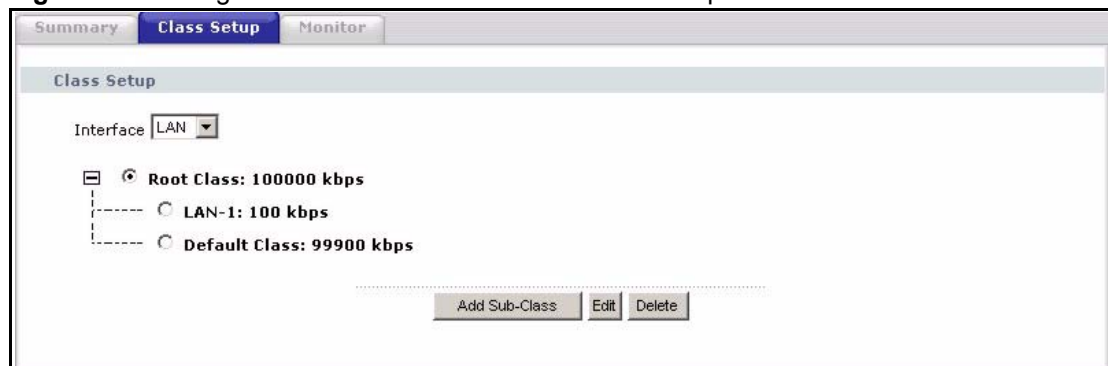 Summary Class Setup Monitor
Class Setup
Interface LAN
Root Class: 100000 kbps
LAN-1: 100 kbps
Default Class: 99900 kbps
Add Sub-Class Edit Delete